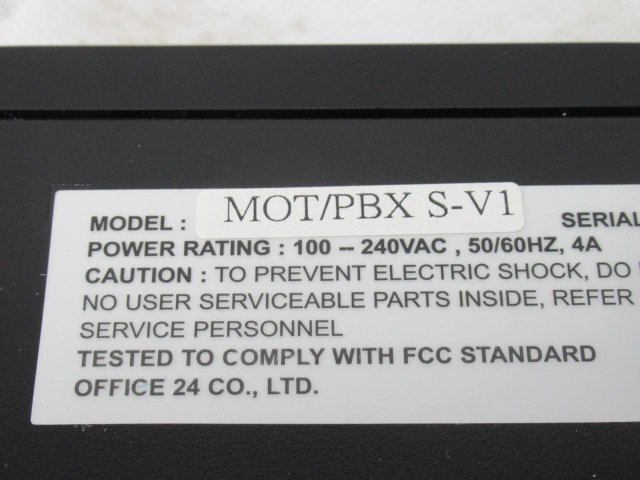 MODEL : MOT/PBX S-V1 SERIAL
POWER RATING : 100 -- 240VAC , 50/60HZ, 4A
CAUTION : TO PREVENT ELECTRIC SHOCK, DO
NO USER SERVICEABLE PARTS INSIDE, REFER
SERVICE PERSONNEL
TESTED TO COMPLY WITH FCC STANDARD
OFFICE 24 CO., LTD.